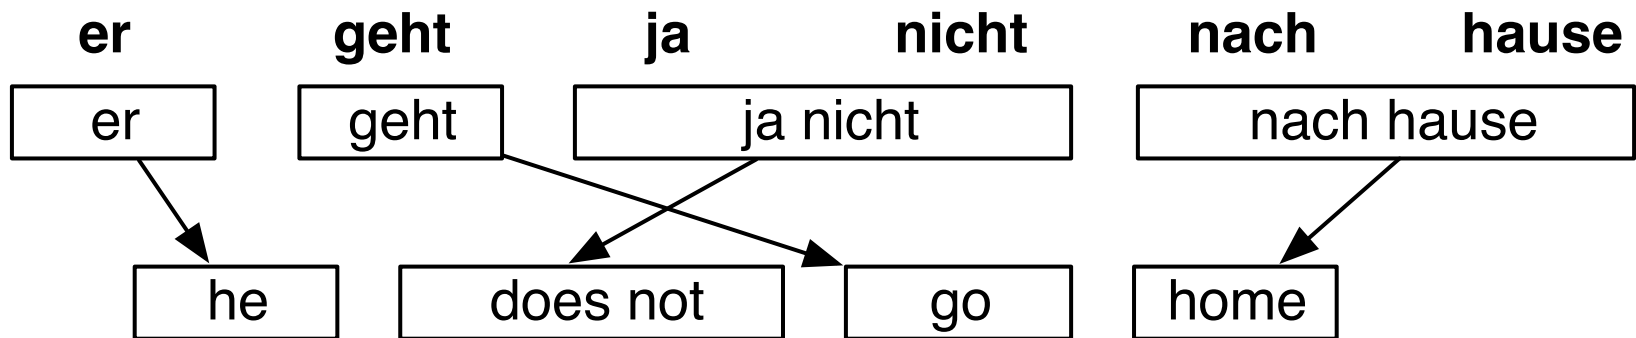 er geht ja nicht nach hause
er geht ja nicht nach hause
he does not go home